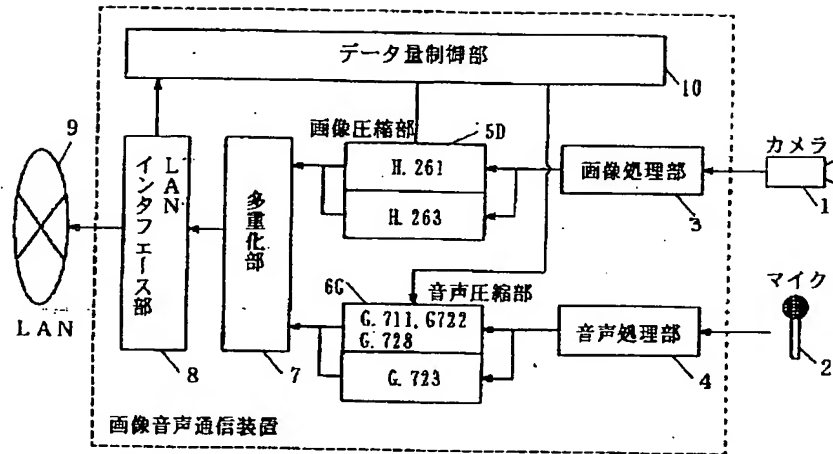 データ量制御部
10
9
画像圧縮部
5D
カメラ
H.261
H.263
画像処理部
1
3
LAN
インタフェース部
多重化部
マイク
6G
音声圧縮部
G.711, G722
G.728
G.723
音声処理部
LAN
8
7
4
2
画像音声通信装置